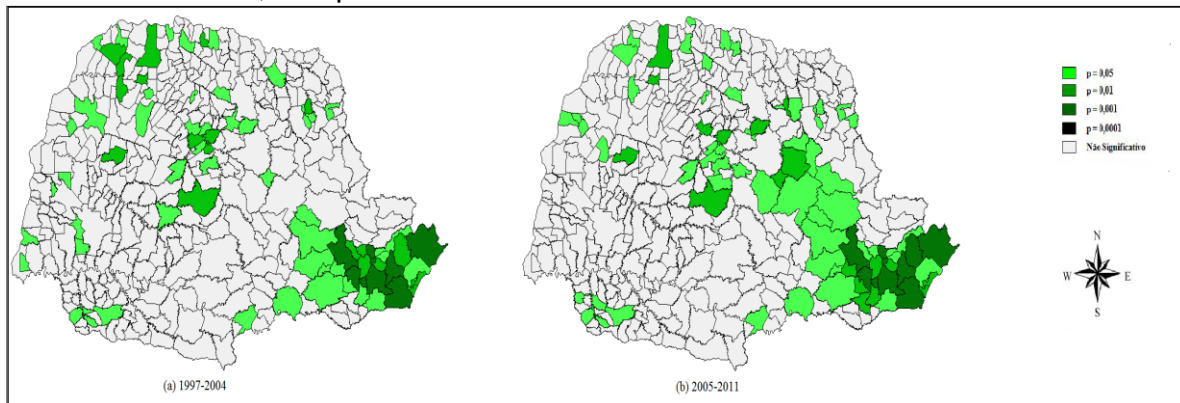 p = 0,05
p = 0,01
p = 0,001
p = 0,0001
Não Significativo
N
W E
S
(a) 1997-2004
(b) 2005-2011